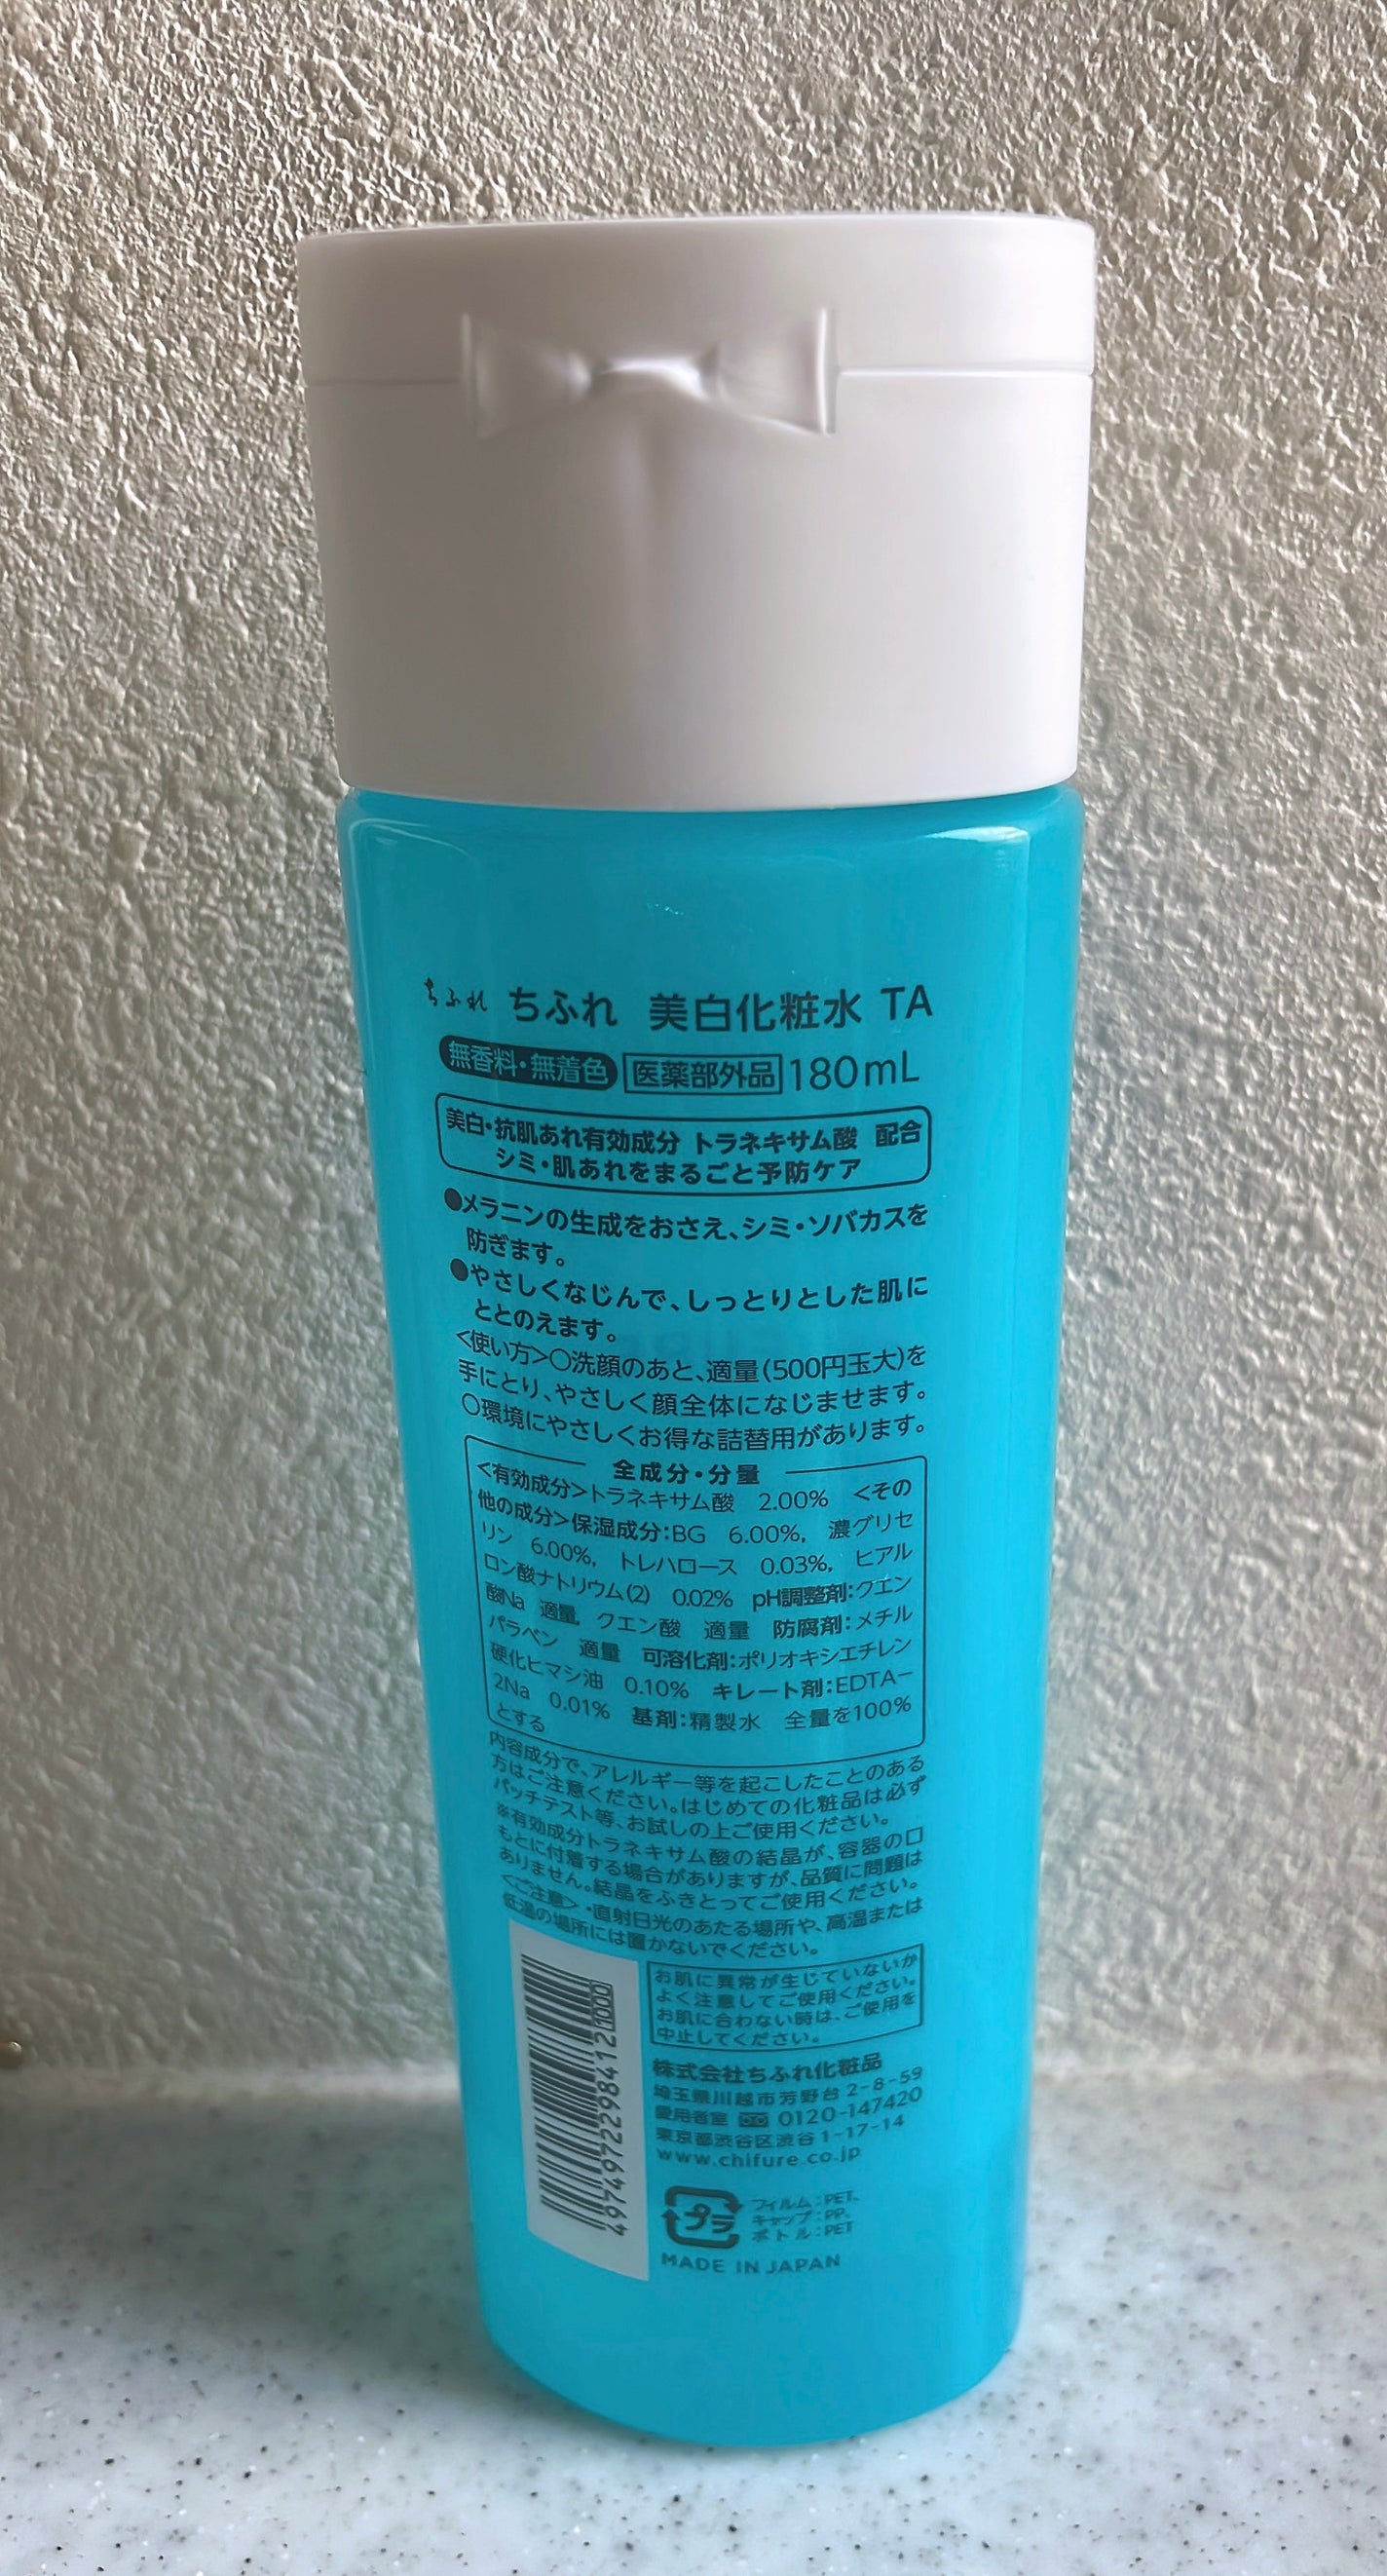 ちふれ ちふれ 美白化粧水 TA
無香料・無着色 医薬部外品 180mL
美白・抗肌あれ有効成分 トラネキサム酸 配合
シミ・肌あれをまるごと予防ケア
●メラニンの生成をおさえ、シミ・ソバカスを
防ぎます。
●やさしくなじんで、しっとりとした肌に
ととのえます。
<使い方>○洗顔のあと、適量(500円玉大)を
手にとり、やさしく顔全体になじませます。
○環境にやさしくお得な詰替用があります。
全成分・分量
<有効成分>トラネキサム酸 2.00% <その
他の成分>保湿成分:BG 6.00%, 濃グリセ
リン 6.00%, トレハロース 0.03%, ヒアル
ロン酸ナトリウム(2) 0.02% pH調整剤:クエン
酸Na 適量, クエン酸 適量 防腐剤:メチル
パラベン 適量 可溶化剤:ポリオキシエチレン
硬化ヒマシ油 0.10% キレート剤:EDTAー
2Na 0.01% 基剤:精製水 全量を100%
とする
内容成分で、アレルギー等を起こしたことのある
方はご注意ください。はじめての化粧品は必ず
パッチテスト等、お試しの上ご使用ください。
※有効成分トラネキサム酸の結晶が、容器の口
もとに付着する場合がありますが、品質に問題は
ありません。結晶をふきとってご使用ください。
<ご注意>・直射日光のあたる場所や、高温または
低温の場所には置かないでください。
お肌に異常が生じていないか
よく注意してご使用ください。
お肌に合わない時は、ご使用を
中止してください。
4974972298412 1000
株式会社ちふれ化粧品
埼玉県川越市芳野台2-8-59
愛用者室 0120-147420
東京都渋谷区渋谷1-17-14
www.chifure.co.jp
プラ
フィルム:PET、
キャップ:PP、
ボトル:PET
MADE IN JAPAN